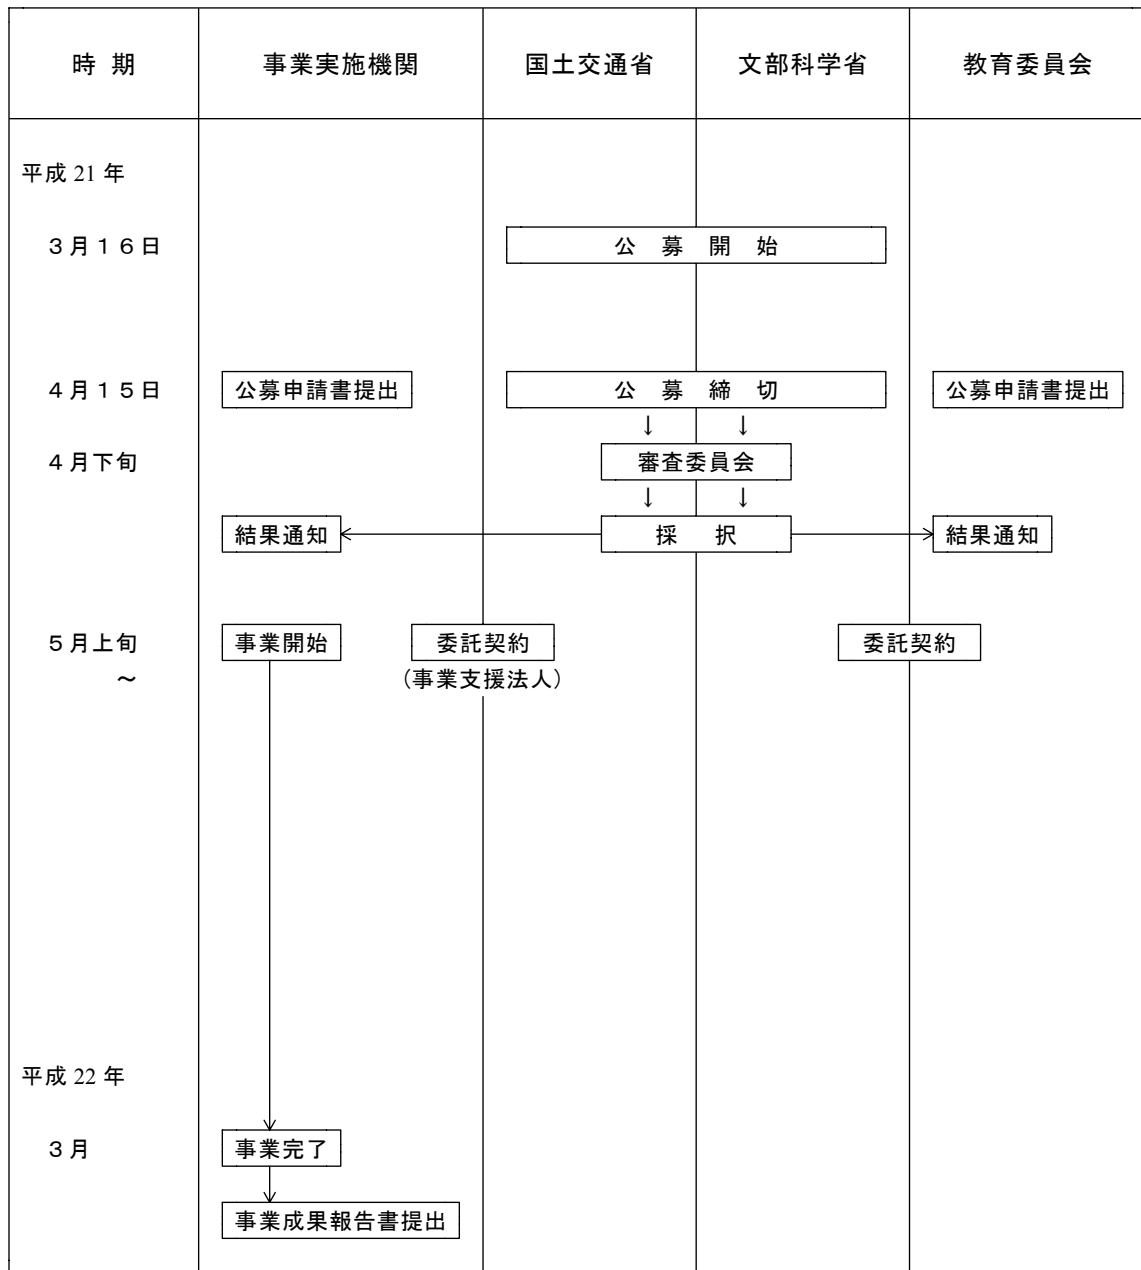 時 期 事業実施機関 国土交通省 文部科学省 教育委員会
平成 21 年
３月１６日 公 募 開 始
４月１５日 公募申請書提出 公 募 締 切 公募申請書提出
↓ ↓
４月下旬 審査委員会
↓ ↓
結果通知 採 択 結果通知
５月上旬 事業開始 委託契約 委託契約
～ （事業支援法人）
平成 22 年
３月 事業完了
事業成果報告書提出